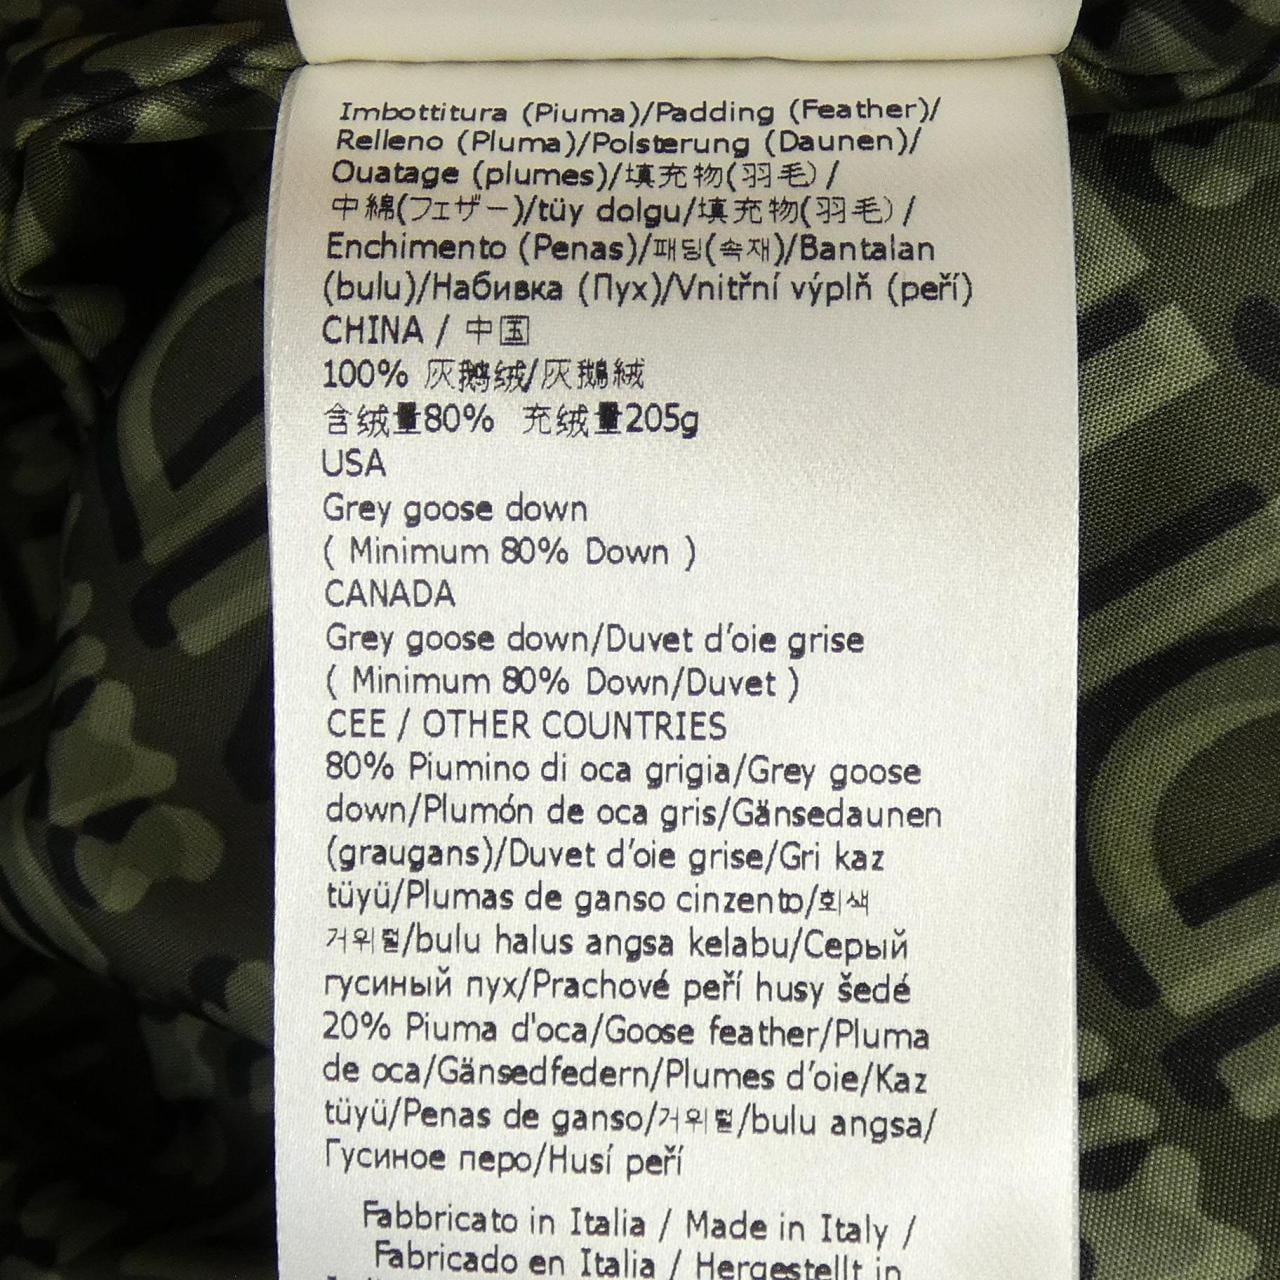 Imbottitura (Piuma)/Padding (Feather)/
Relleno (Pluma)/Polsterung (Daunen)/
Ouatage (plumes)/填充物(羽毛)/
中綿(フェザー)/tüy dolgu/填充物(羽毛)/
Enchimento (Penas)/패딩(속재)/Bantalan
(bulu)/Набивка (Пух)/Vnitřní výplň (peří)
CHINA / 中国
100% 灰鹅绒/灰鵝絨
含绒量80% 充绒量205g
USA
Grey goose down
( Minimum 80% Down )
CANADA
Grey goose down/Duvet d’oie grise
( Minimum 80% Down/Duvet )
CEE / OTHER COUNTRIES
80% Piumino di oca grigia/Grey goose
down/Plumón de oca gris/Gänsedaunen
(graugans)/Duvet d’oie grise/Gri kaz
tüyü/Plumas de ganso cinzento/회색
거위털/bulu halus angsa kelabu/Серый
гусиный пух/Prachové peří husy šedé
20% Piuma d'oca/Goose feather/Pluma
de oca/Gänsedfedern/Plumes d’oie/Kaz
tüyü/Penas de ganso/거위털/bulu angsa/
Гусиное перо/Husí peří
Fabbricato in Italia / Made in Italy /
Fabricado en Italia / Hergestellt in